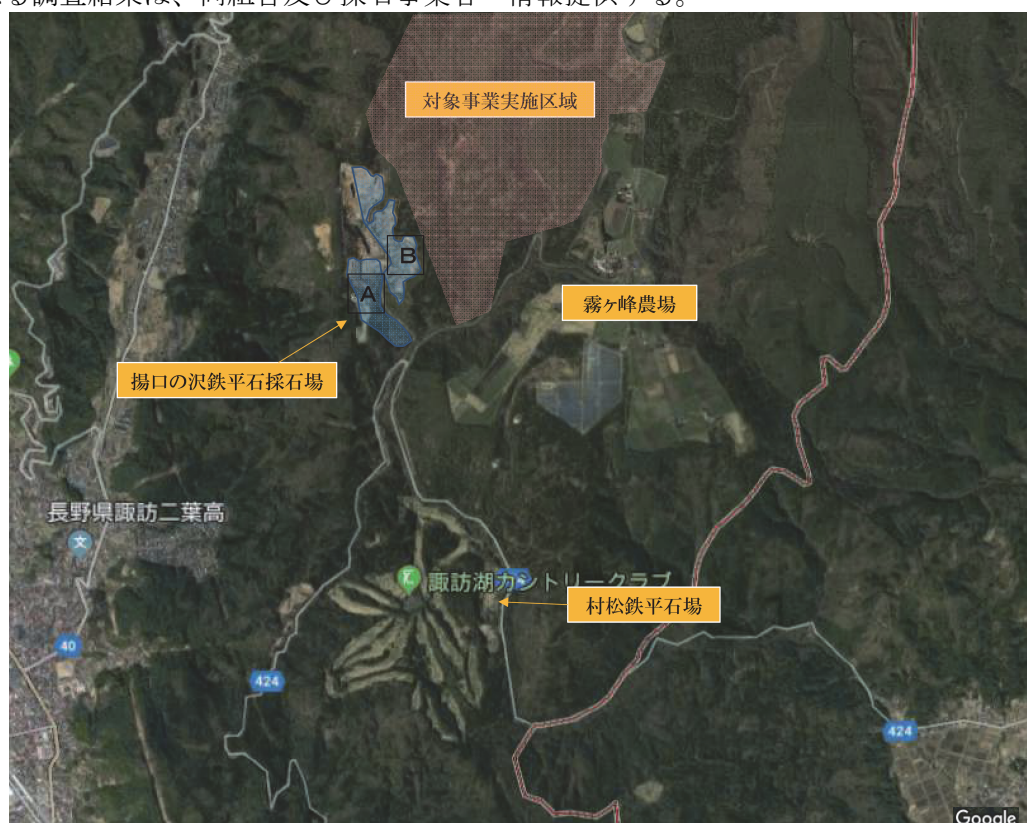 る調査結果は、同組合及び採石事業者へ情報提供する。
対象事業実施区域
B
A
霧ヶ峰農場
揚口の沢鉄平石採石場
長野県諏訪二葉高
文
諏訪湖カントリークラブ
村松鉄平石場
40
424
424
Google